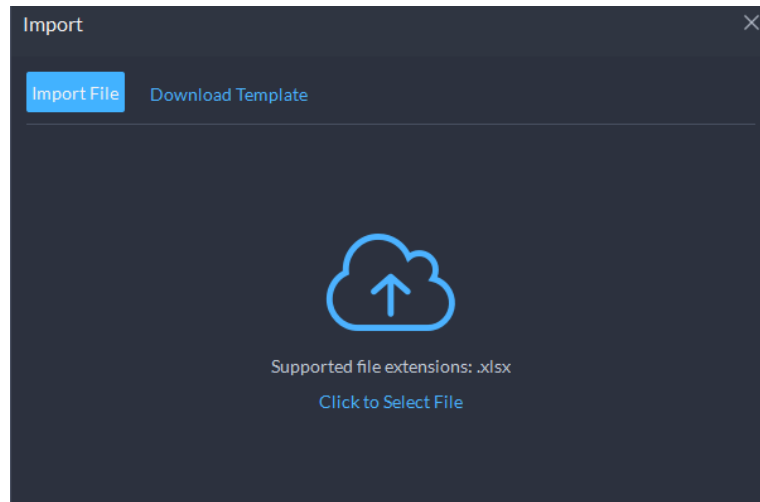 Import
Import File
Download Template
Supported file extensions: .xlsx
Click to Select File